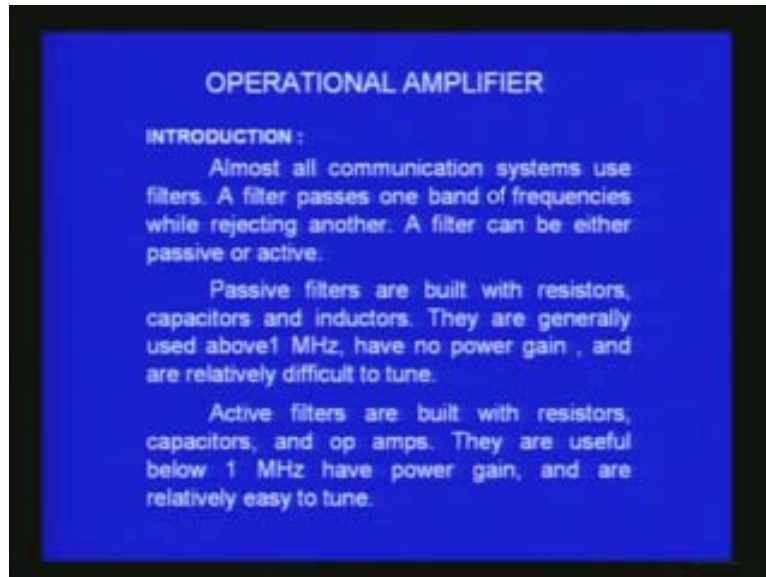 OPERATIONAL AMPLIFIER
INTRODUCTION :
Almost all communication systems use
filters. A filter passes one band of frequencies
while rejecting another. A filter can be either
passive or active.
Passive filters are built with resistors,
capacitors and inductors. They are generally
used above1 MHz, have no power gain , and
are relatively difficult to tune.
Active filters are built with resistors,
capacitors, and op amps. They are useful
below 1 MHz have power gain, and are
relatively easy to tune.